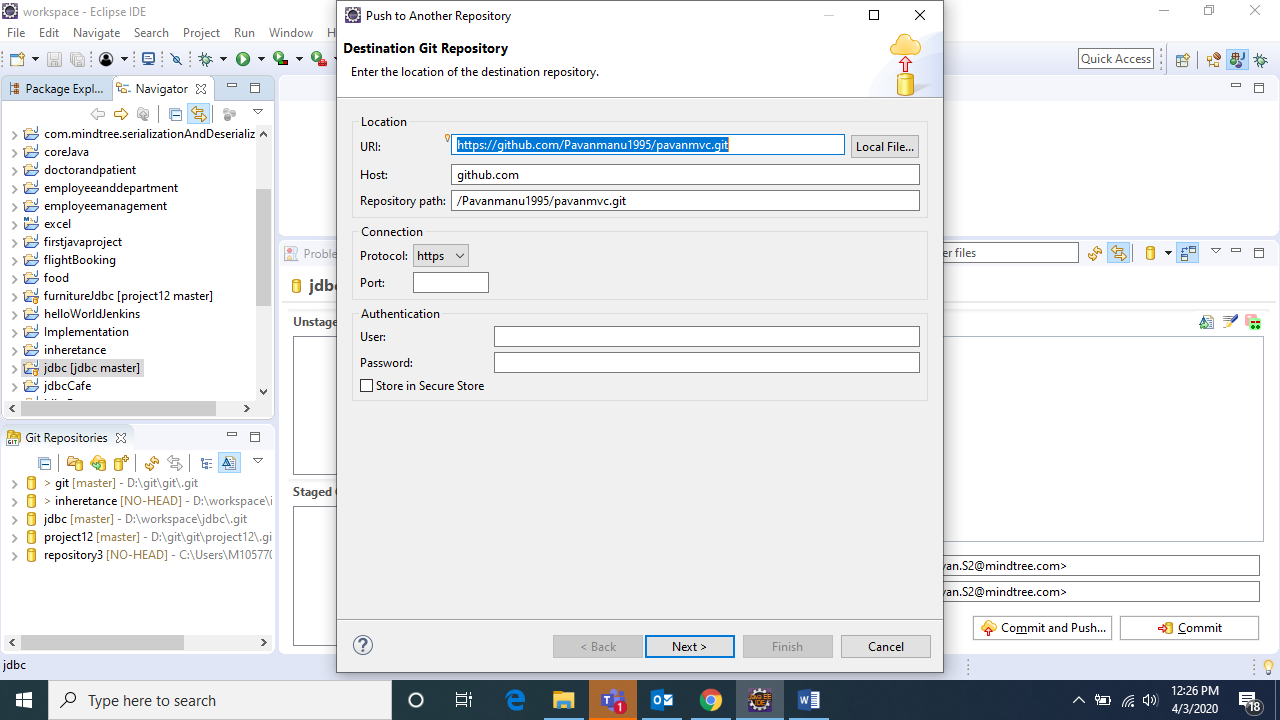 workspace - Eclipse IDE
File Edit Navigate Search Project Run Window H
Quick Access
Package Expl...
Navigator
com.mindtree.serializationAndDeserializ
coreJava
doctorandpatient
employeeanddepartment
employeemanagement
excel
firstjavaproject
flightBooking
food
furnitureJdbc [project12 master]
helloWorldJenkins
Implementation
inheretance
jdbc [jdbc master]
jdbcCafe
Git Repositories
> git [master] - D:\git\git\.git
> inheretance [NO-HEAD] - D:\workspace\i
jdbc [master] - D:\workspace\jdbc\.git
project12 [master] - D:\git\git\project12\.gi
repository3 [NO-HEAD] - C:\Users\M105770
jdbc
Proble
er files
jdbc
Unstage
Staged
Push to Another Repository
Destination Git Repository
Enter the location of the destination repository.
Location
URI: https://github.com/Pavanmanu1995/pavanmvc.git Local File...
Host: github.com
Repository path: /Pavanmanu1995/pavanmvc.git
Connection
Protocol: https
Port:
Authentication
User:
Password:
Store in Secure Store
< Back Next > Finish Cancel
van.S2@mindtree.com>
van.S2@mindtree.com>
Commit and Push... Commit
Type here to search
1
Java EE
IDE
12:26 PM
4/3/2020
18